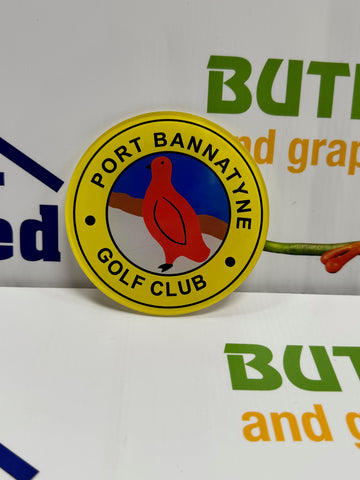 BUT
and grap
ed
PORT BANNATYNE
GOLF CLUB
BUT
and g